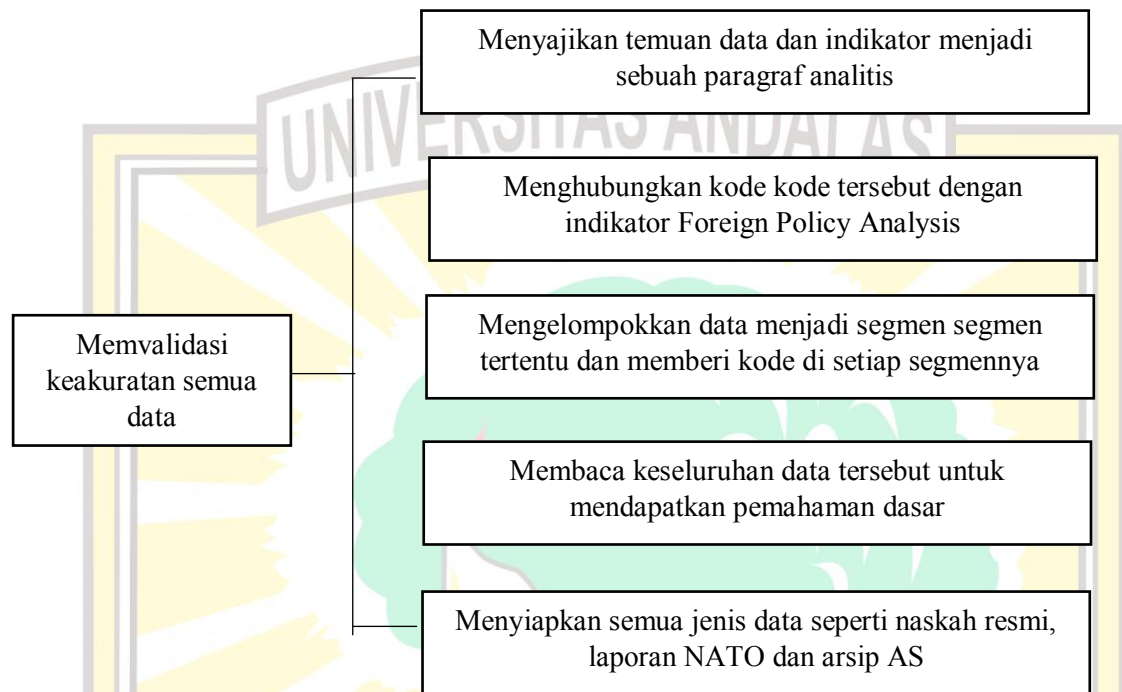 Menyajikan temuan data dan indikator menjadi
sebuah paragraf analitis
UNIVERSITAS ANDALAS
Menghubungkan kode kode tersebut dengan
indikator Foreign Policy Analysis
Mengelompokkan data menjadi segmen segmen
tertentu dan memberi kode di setiap segmennya
Memvalidasi
keakuratan semua
data
Membaca keseluruhan data tersebut untuk
mendapatkan pemahaman dasar
Menyiapkan semua jenis data seperti naskah resmi,
laporan NATO dan arsip AS